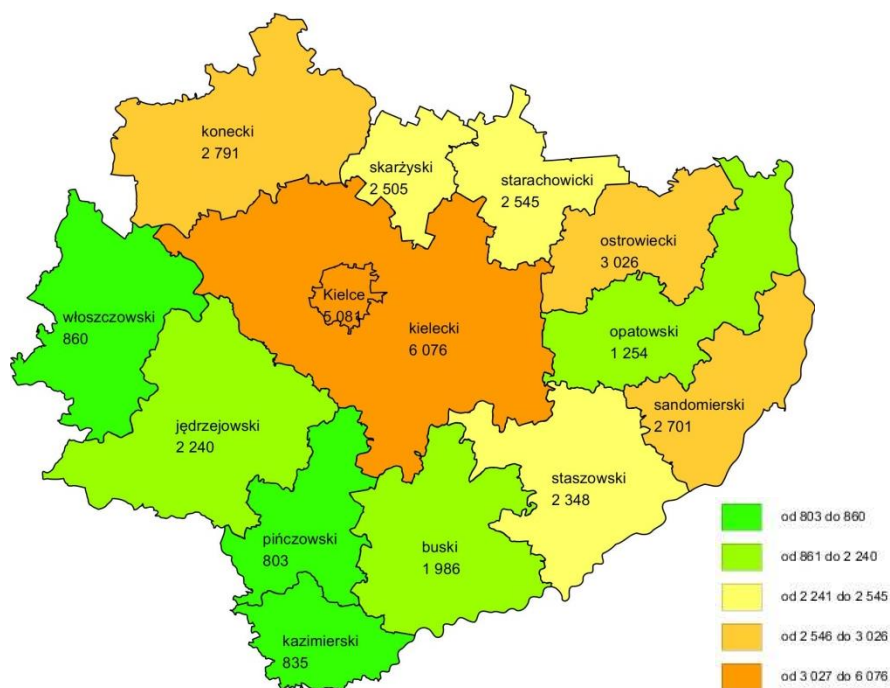 konecki
2 791
skarżyski
2 505
starachowicki
2 545
ostrowiecki
3 026
Kielce
5 081
kielecki
6 076
włoszczowski
860
opatowski
1 254
sandomierski
2 701
jędrzejowski
2 240
staszowski
2 348
pińczowski
803
buski
1 986
kazimierski
835
od 803 do 860
od 861 do 2 240
od 2 241 do 2 545
od 2 546 do 3 026
od 3 027 do 6 076